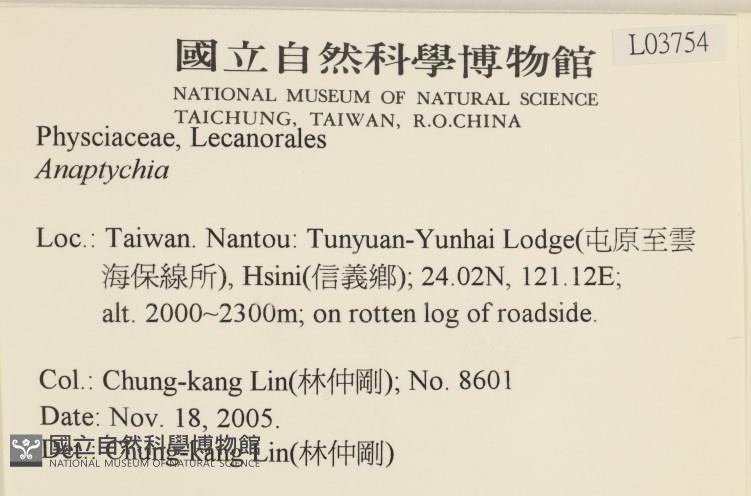 國立自然科學博物館
L03754
NATIONAL MUSEUM OF NATURAL SCIENCE
TAICHUNG, TAIWAN, R.O.CHINA
Physciaceae, Lecanorales
Anaptychia
Loc.: Taiwan. Nantou: Tunyuan-Yunhai Lodge(屯原至雲
海保線所), Hsini(信義鄉); 24.02N, 121.12E;
alt. 2000~2300m; on rotten log of roadside.
Col.: Chung-kang Lin(林仲剛); No. 8601
Date: Nov. 18, 2005.
Det.: Chung-kang Lin(林仲剛)
國立自然科學博物館
NATIONAL MUSEUM OF NATURAL SCIENCE